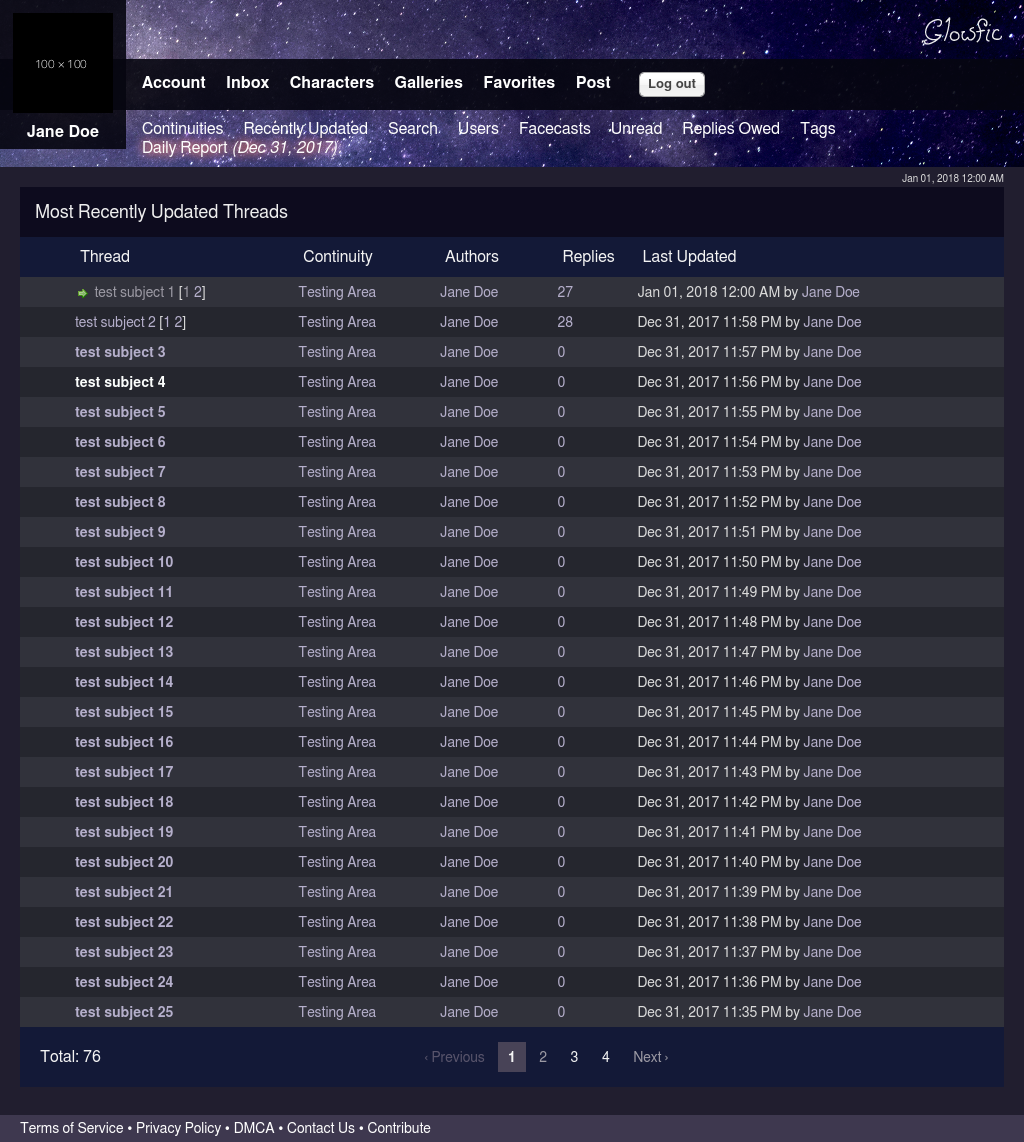 Glowfic
100 × 100
Account Inbox Characters Galleries Favorites Post Log out
Jane Doe
Continuities Recently Updated Search Users Facecasts Unread Replies Owed Tags
Daily Report (Dec 31, 2017)
Jan 01, 2018 12:00 AM
Most Recently Updated Threads
Thread Continuity Authors Replies Last Updated
test subject 1 [1 2] Testing Area Jane Doe 27 Jan 01, 2018 12:00 AM by Jane Doe
test subject 2 [1 2] Testing Area Jane Doe 28 Dec 31, 2017 11:58 PM by Jane Doe
test subject 3 Testing Area Jane Doe 0 Dec 31, 2017 11:57 PM by Jane Doe
test subject 4 Testing Area Jane Doe 0 Dec 31, 2017 11:56 PM by Jane Doe
test subject 5 Testing Area Jane Doe 0 Dec 31, 2017 11:55 PM by Jane Doe
test subject 6 Testing Area Jane Doe 0 Dec 31, 2017 11:54 PM by Jane Doe
test subject 7 Testing Area Jane Doe 0 Dec 31, 2017 11:53 PM by Jane Doe
test subject 8 Testing Area Jane Doe 0 Dec 31, 2017 11:52 PM by Jane Doe
test subject 9 Testing Area Jane Doe 0 Dec 31, 2017 11:51 PM by Jane Doe
test subject 10 Testing Area Jane Doe 0 Dec 31, 2017 11:50 PM by Jane Doe
test subject 11 Testing Area Jane Doe 0 Dec 31, 2017 11:49 PM by Jane Doe
test subject 12 Testing Area Jane Doe 0 Dec 31, 2017 11:48 PM by Jane Doe
test subject 13 Testing Area Jane Doe 0 Dec 31, 2017 11:47 PM by Jane Doe
test subject 14 Testing Area Jane Doe 0 Dec 31, 2017 11:46 PM by Jane Doe
test subject 15 Testing Area Jane Doe 0 Dec 31, 2017 11:45 PM by Jane Doe
test subject 16 Testing Area Jane Doe 0 Dec 31, 2017 11:44 PM by Jane Doe
test subject 17 Testing Area Jane Doe 0 Dec 31, 2017 11:43 PM by Jane Doe
test subject 18 Testing Area Jane Doe 0 Dec 31, 2017 11:42 PM by Jane Doe
test subject 19 Testing Area Jane Doe 0 Dec 31, 2017 11:41 PM by Jane Doe
test subject 20 Testing Area Jane Doe 0 Dec 31, 2017 11:40 PM by Jane Doe
test subject 21 Testing Area Jane Doe 0 Dec 31, 2017 11:39 PM by Jane Doe
test subject 22 Testing Area Jane Doe 0 Dec 31, 2017 11:38 PM by Jane Doe
test subject 23 Testing Area Jane Doe 0 Dec 31, 2017 11:37 PM by Jane Doe
test subject 24 Testing Area Jane Doe 0 Dec 31, 2017 11:36 PM by Jane Doe
test subject 25 Testing Area Jane Doe 0 Dec 31, 2017 11:35 PM by Jane Doe
Total: 76 ‹ Previous 1 2 3 4 Next ›
Terms of Service • Privacy Policy • DMCA • Contact Us • Contribute